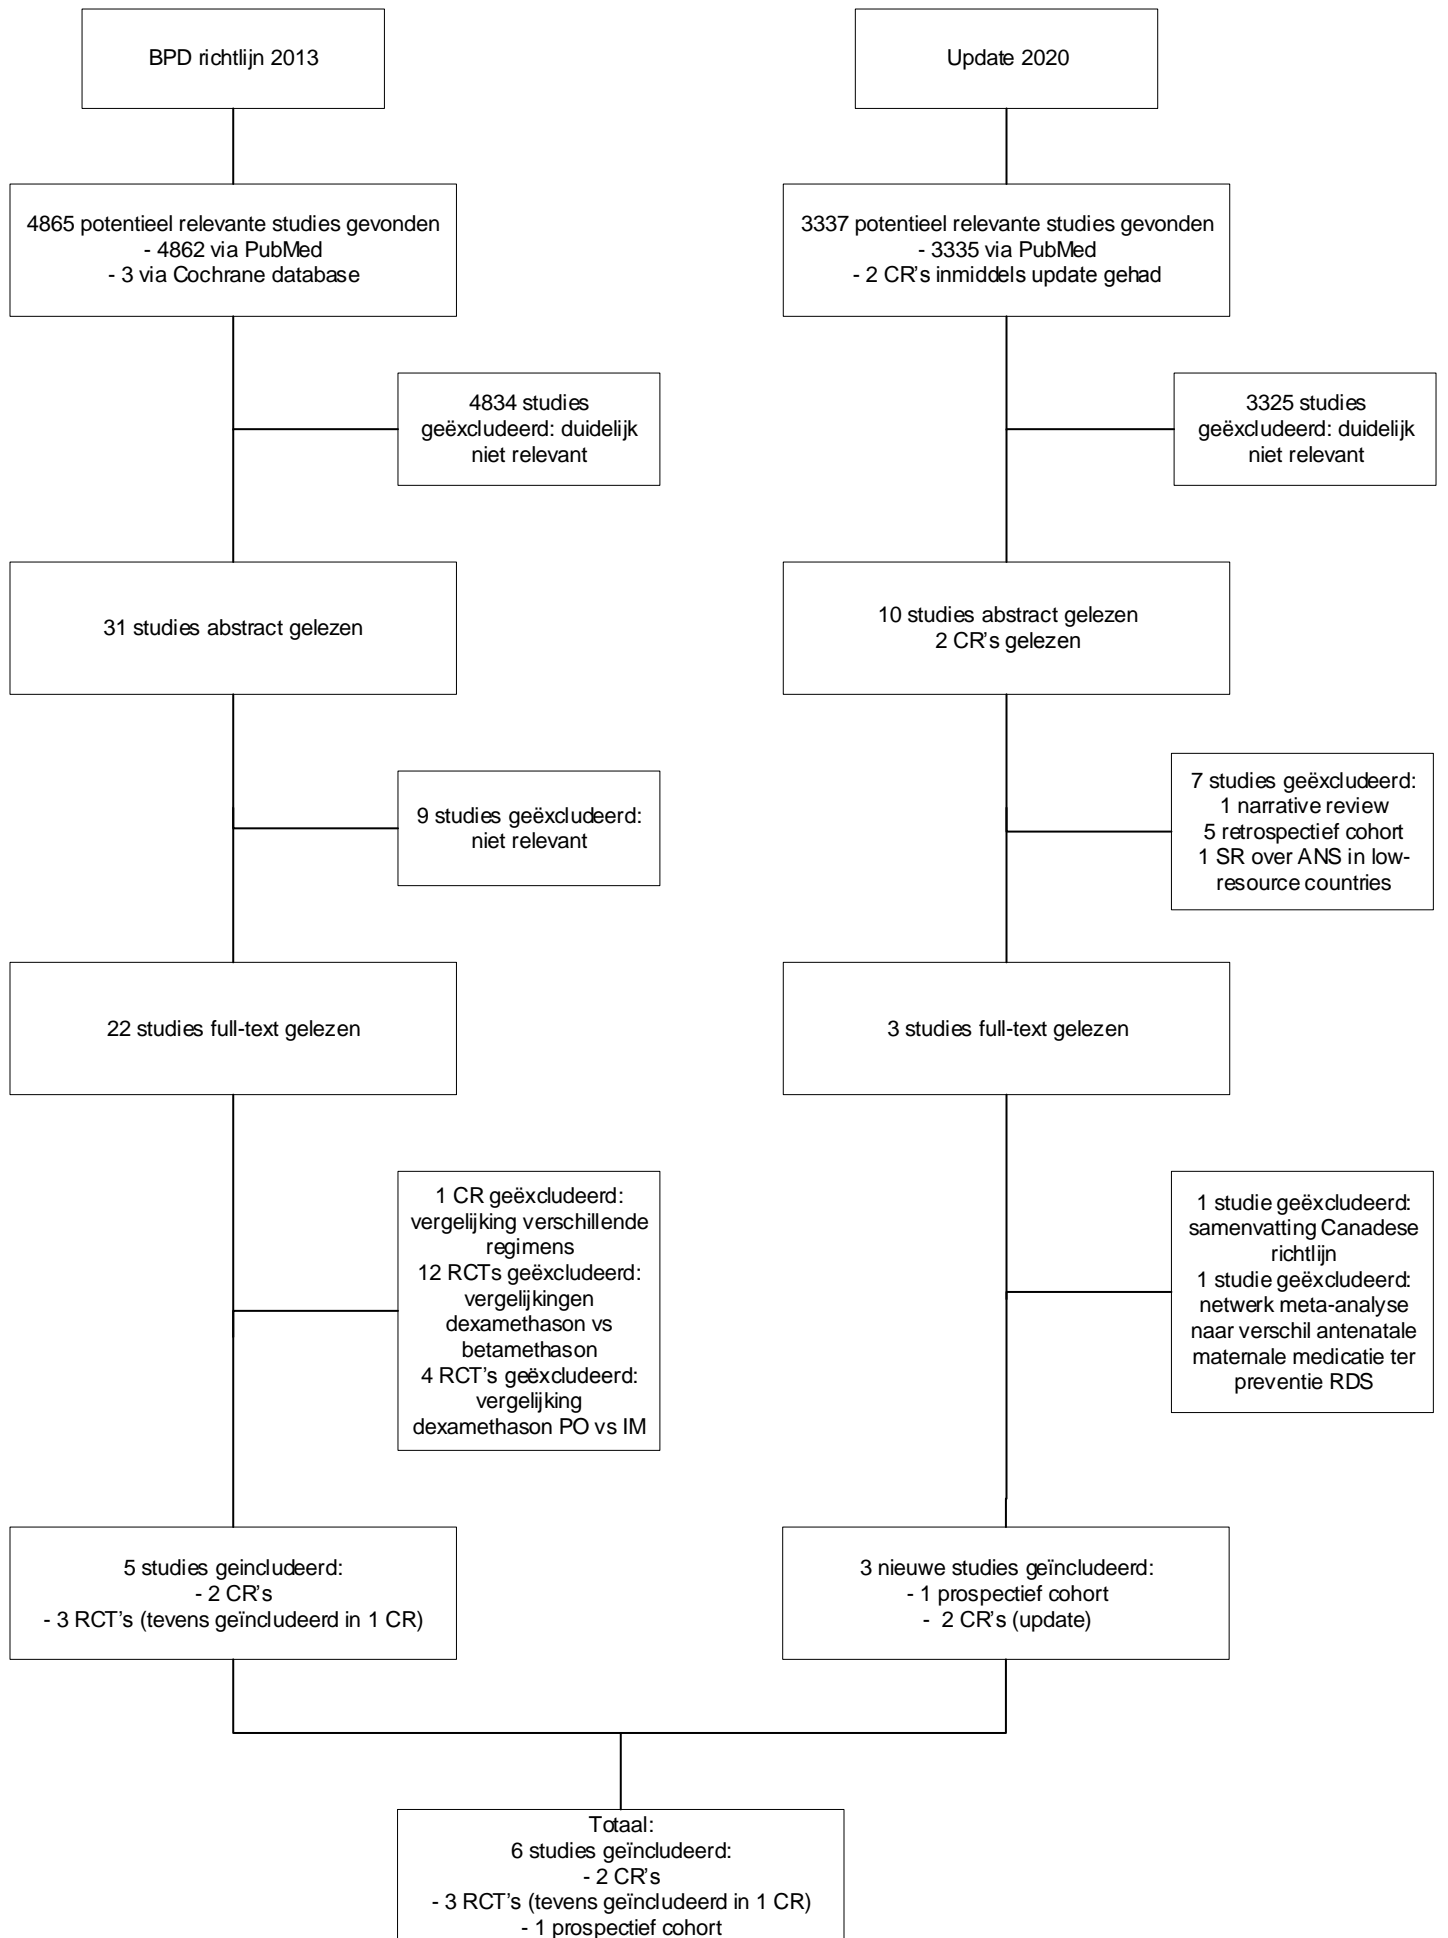 BPD richtlijn 2013
Update 2020
4865 potentieel relevante studies gevonden
- 4862 via PubMed
- 3 via Cochrane database
3337 potentieel relevante studies gevonden
- 3335 via PubMed
- 2 CR's inmiddels update gehad
4834 studies
geëxcludeerd: duidelijk
niet relevant
3325 studies
geëxcludeerd: duidelijk
niet relevant
31 studies abstract gelezen
10 studies abstract gelezen
2 CR's gelezen
9 studies geëxcludeerd:
niet relevant
7 studies geëxcludeerd:
1 narrative review
5 retrospectief cohort
1 SR over ANS in low-
resource countries
22 studies full-text gelezen
3 studies full-text gelezen
1 CR geëxcludeerd:
vergelijking verschillende
regimens
12 RCTs geëxcludeerd:
vergelijkingen
dexamethason vs
betamethason
4 RCT's geëxcludeerd:
vergelijking
dexamethason PO vs IM
1 studie geëxcludeerd:
samenvatting Canadese
richtlijn
1 studie geëxcludeerd:
netwerk meta-analyse
naar verschil antenatale
maternale medicatie ter
preventie RDS
5 studies geincludeerd:
- 2 CR's
- 3 RCT's (tevens geïncludeerd in 1 CR)
3 nieuwe studies geïncludeerd:
- 1 prospectief cohort
- 2 CR's (update)
Totaal:
6 studies geïncludeerd:
- 2 CR's
- 3 RCT's (tevens geïncludeerd in 1 CR)
- 1 prospectief cohort